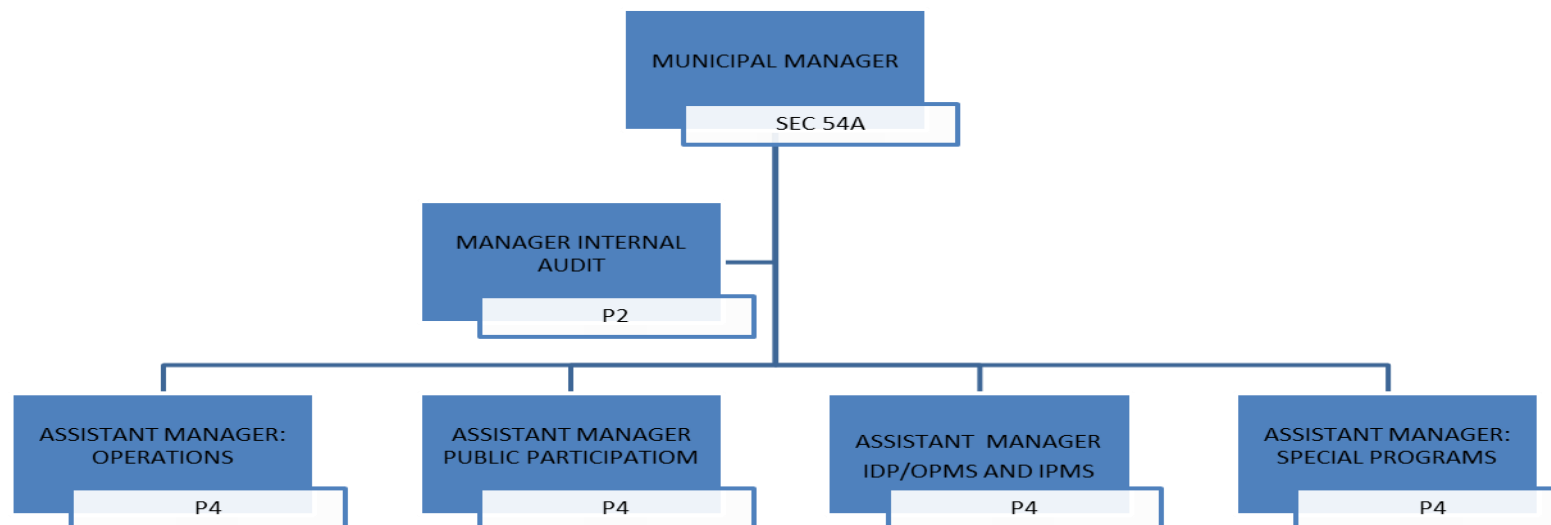 MUNICIPAL MANAGER
SEC 54A
MANAGER INTERNAL
AUDIT
P2
ASSISTANT MANAGER:
OPERATIONS
P4
ASSISTANT MANAGER
PUBLIC PARTICIPATIOM
P4
ASSISTANT MANAGER
IDP/OPMS AND IPMS
P4
ASSISTANT MANAGER:
SPECIAL PROGRAMS
P4